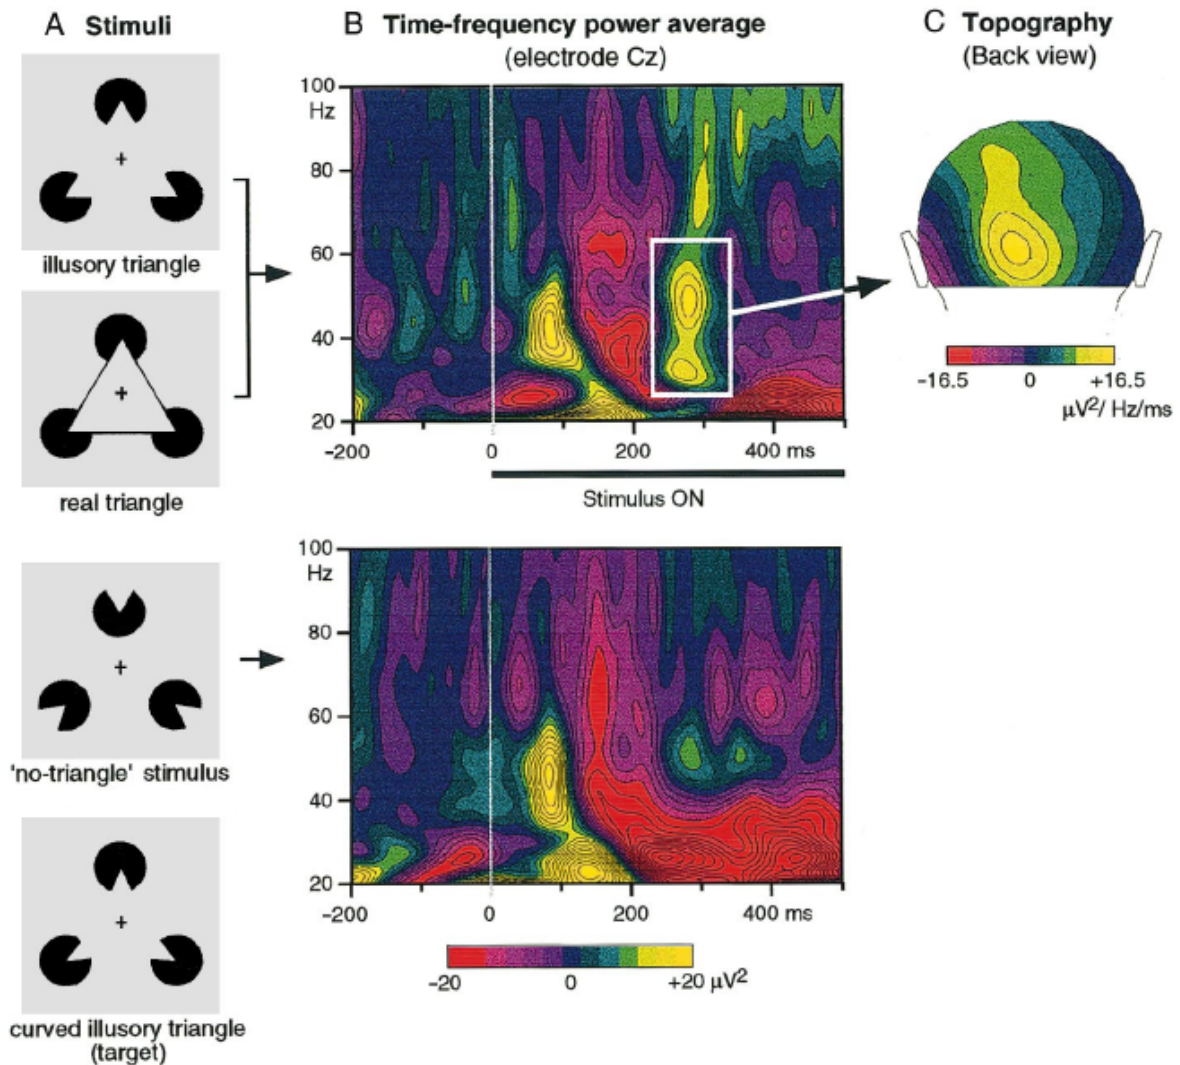 A Stimuli
illusory triangle
real triangle
'no-triangle' stimulus
curved illusory triangle
(target)
B Time-frequency power average
(electrode Cz)
100
Hz
80
60
40
20
-200 0 200 400 ms
Stimulus ON
100
Hz
80
60
40
20
-200 0 200 400 ms
-20 0 +20 μV²
C Topography
(Back view)
-16.5 0 +16.5
μV²/ Hz/ms